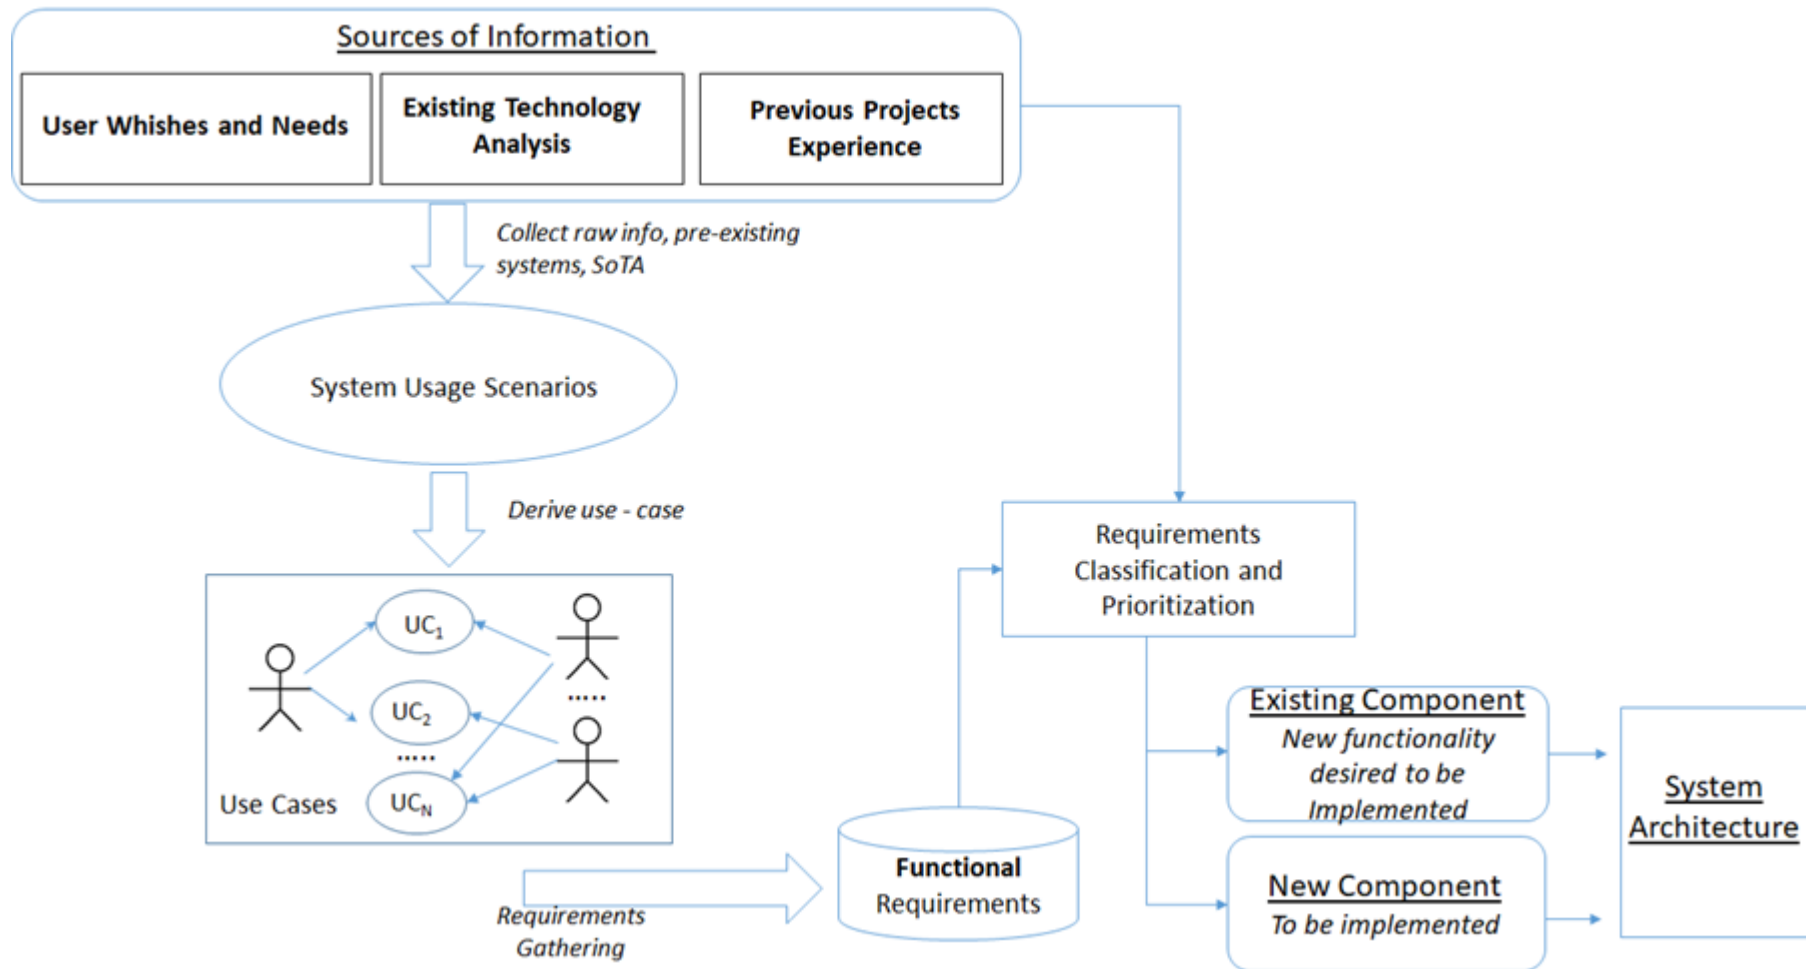 Sources of Information
User Whishes and Needs
Existing Technology
Analysis
Previous Projects
Experience
Collect raw info, pre-existing
systems, SoTA
System Usage Scenarios
Derive use - case
UC1
UC2
.....
UCN
.....
Use Cases
Requirements
Gathering
Functional
Requirements
Requirements
Classification and
Prioritization
Existing Component
New functionality
desired to be
Implemented
New Component
To be implemented
System
Architecture